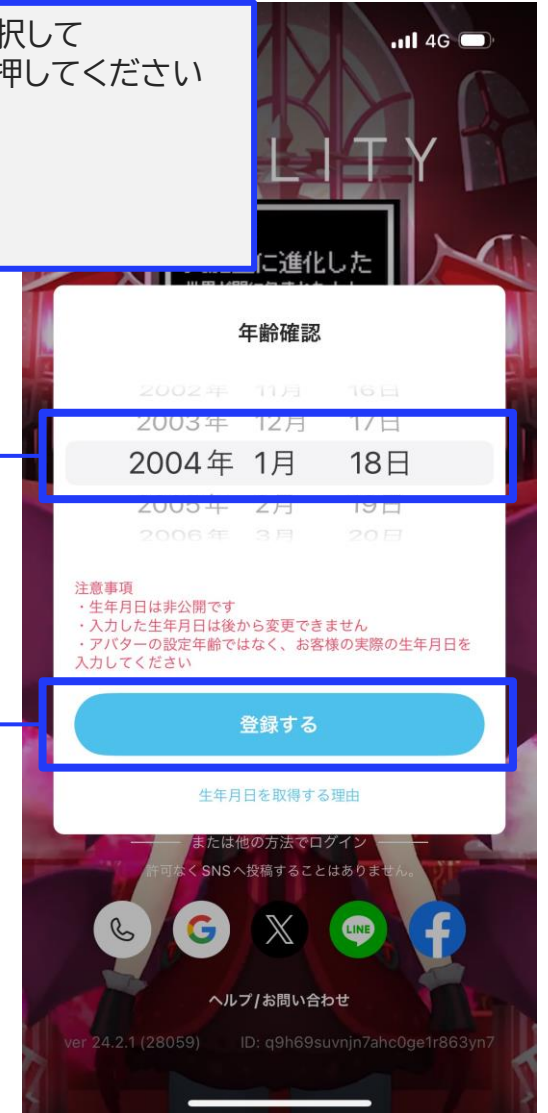 択して
押してください
4G
LITY
に進化した
年齢確認
2002年 11月 16日
2003年 12月 17日
2004年 1月 18日
2005年 2月 19日
2006年 3月 20日
注意事項
・生年月日は非公開です
・入力した生年月日は後から変更できません
・アバターの設定年齢ではなく、お客様の実際の生年月日を
入力してください
登録する
生年月日を取得する理由
または他の方法でログイン
許可なくSNSへ投稿することはありません。
G
X
LINE
f
ヘルプ/お問い合わせ
ver 24.2.1 (28059) ID: q9h69suvnjn7ahc0ge1r863yn7